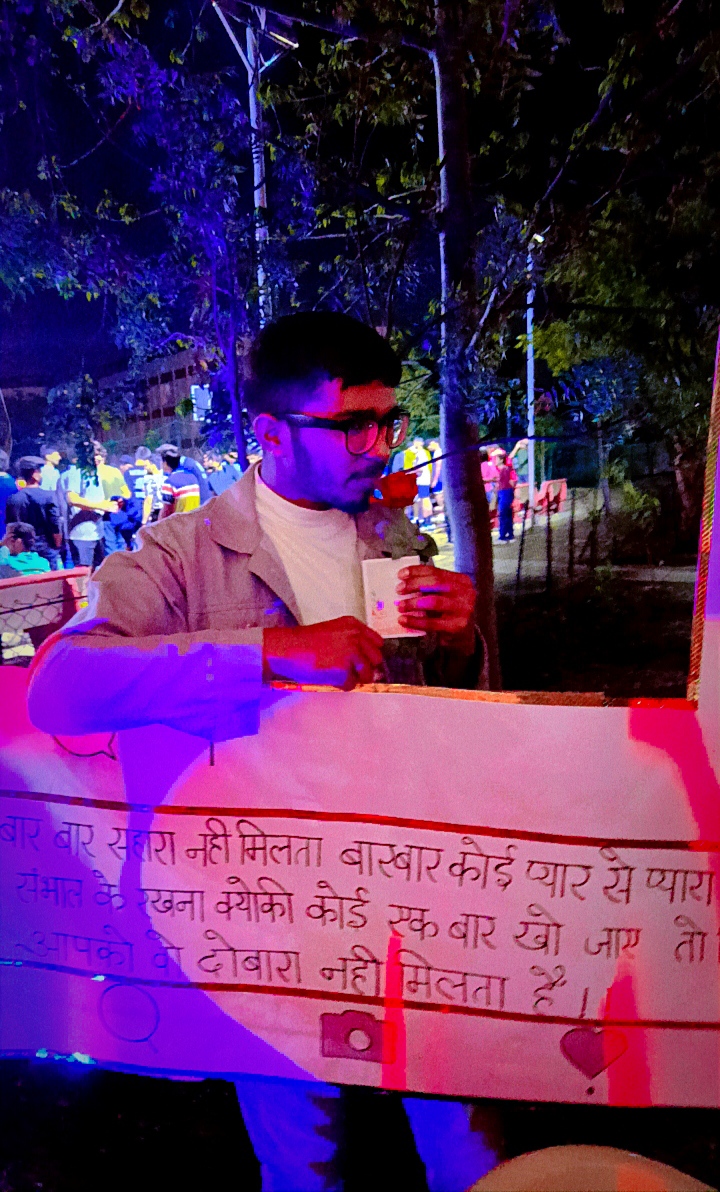 बार बार सहारा नही मिलता बारबार कोई प्यार से प्यारा
संभाल के रखना क्योकी कोई एक बार खो जाए तो
आपको वो दोबारा नही मिलता है।